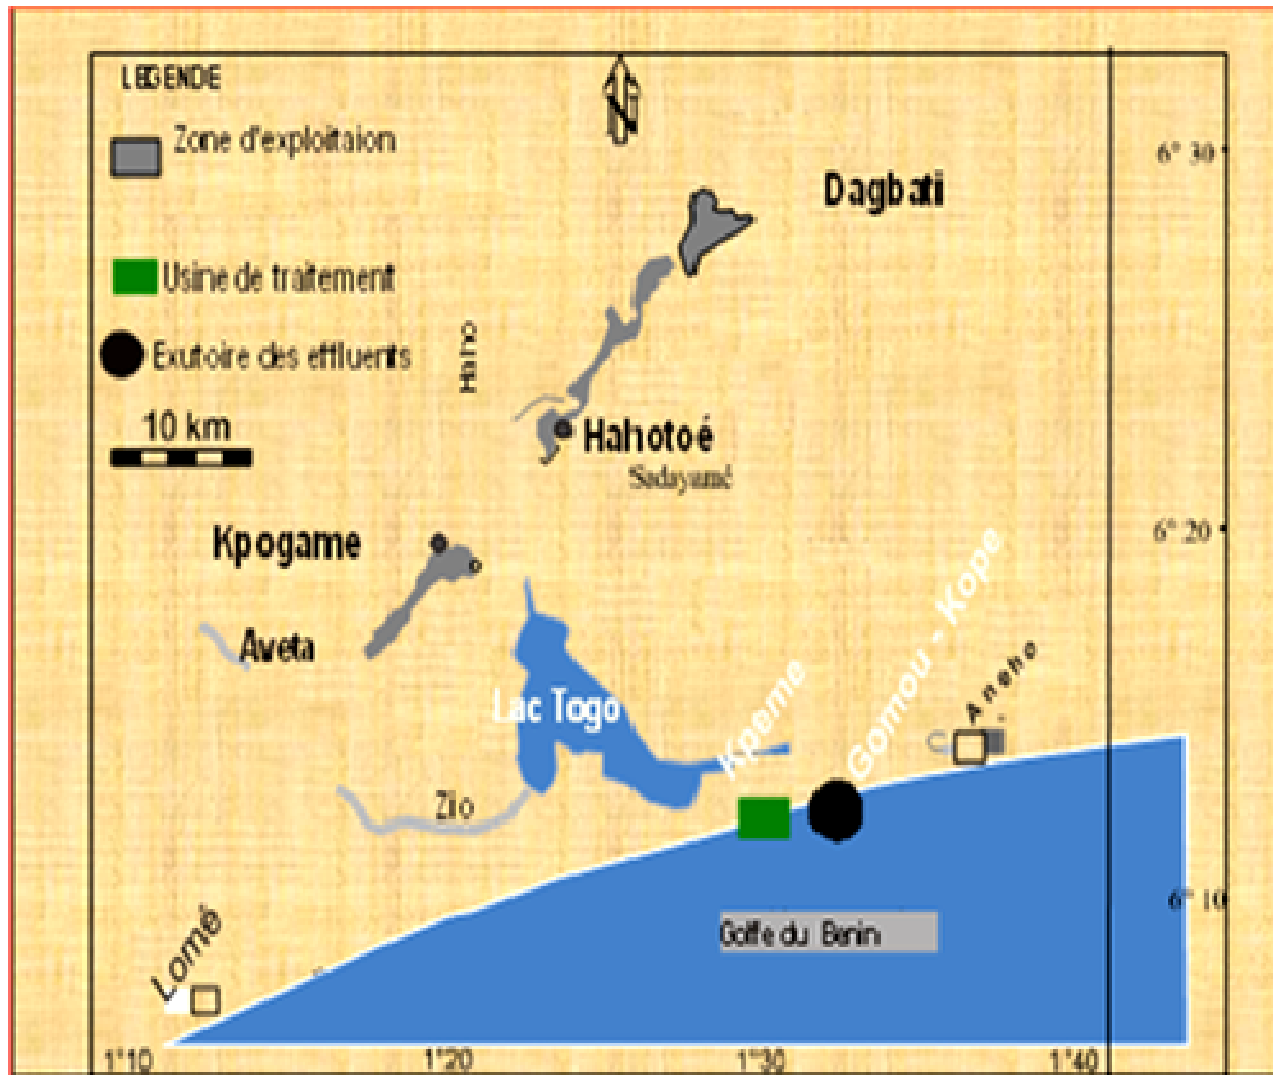 LEGENDE
Zone d'exploitaion
Usine de traitement
Exutoire des effluents
10 km
N
6° 30
Dagbati
Haho
Hahotoé
Sadayamé
Kpogame
6° 20
Aveta
Lac Togo
Kpeme
Gomou - Kope
Aneho
Zio
6° 10
Golfe du Benin
Lomé
1°10
1°20
1°30
1°40